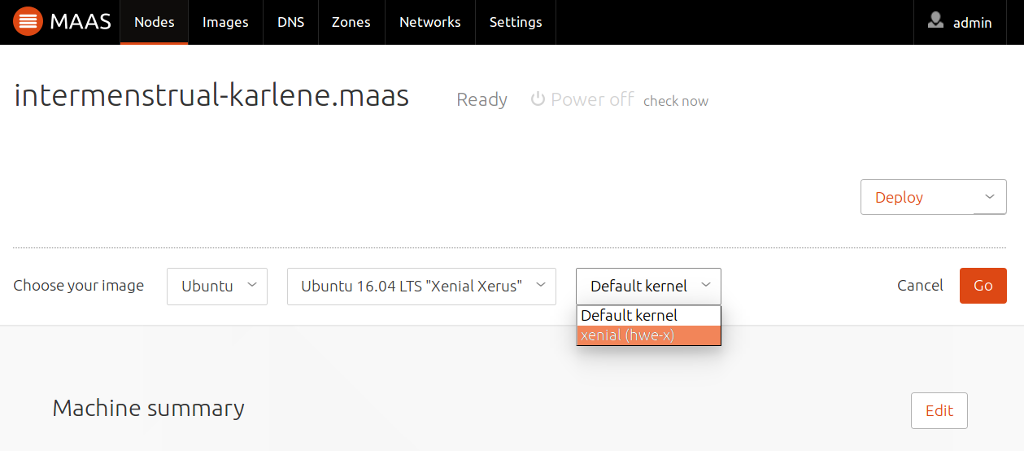 MAAS Nodes Images DNS Zones Networks Settings admin
intermenstrual-karlene.maas Ready Power off check now
Deploy
Choose your image Ubuntu Ubuntu 16.04 LTS "Xenial Xerus" Default kernel Cancel Go
Default kernel
xenial (hwe-x)
Machine summary Edit